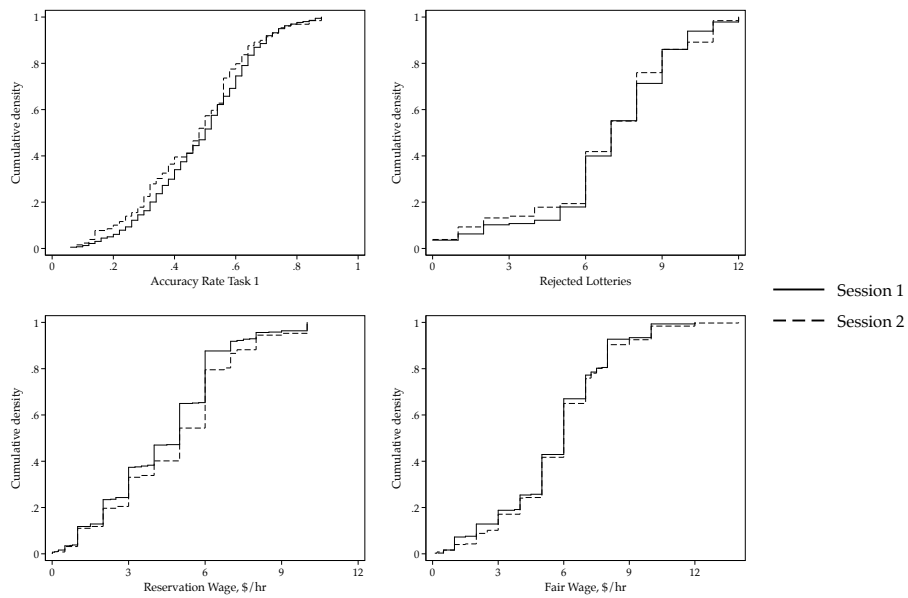 1
.8
.6
.4
.2
0
Cumulative density
0 .2 .4 .6 .8 1
Accuracy Rate Task 1
1
.8
.6
.4
.2
0
Cumulative density
0 3 6 9 12
Rejected Lotteries
Session 1
Session 2
1
.8
.6
.4
.2
0
Cumulative density
0 3 6 9 12
Reservation Wage, $/hr
1
.8
.6
.4
.2
0
Cumulative density
0 3 6 9 12
Fair Wage, $/hr